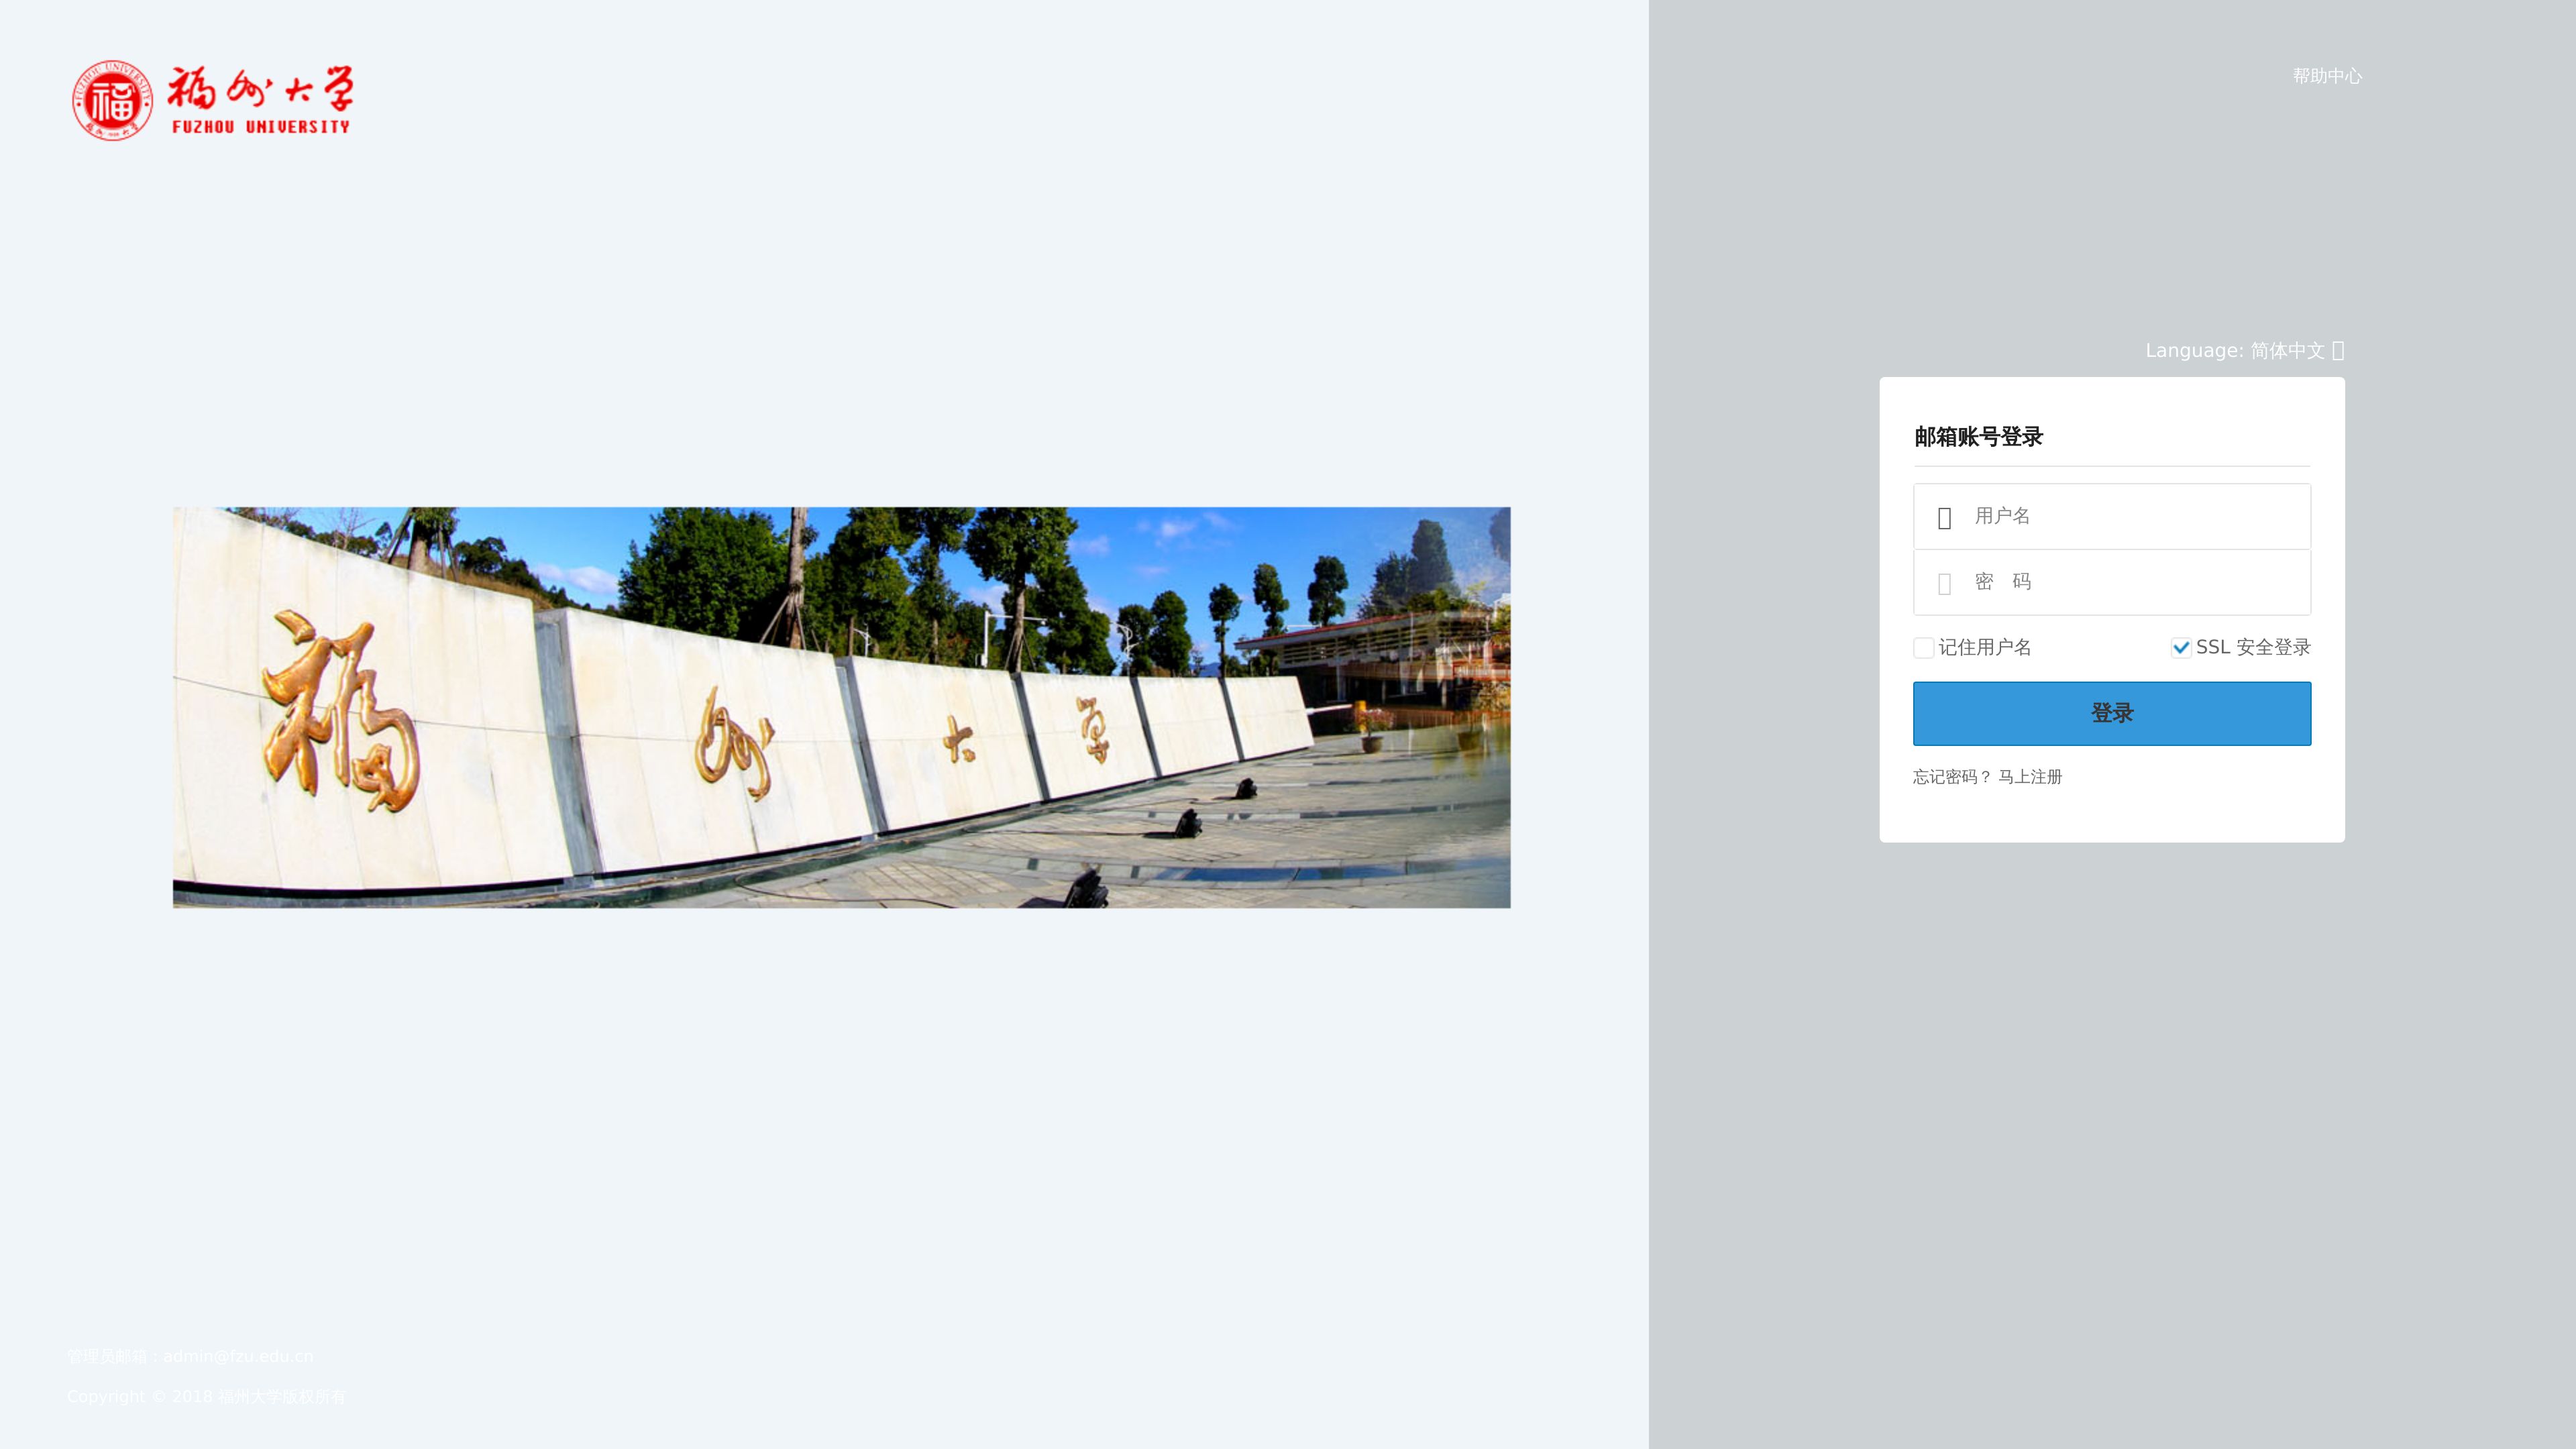 福州大学
FUZHOU UNIVERSITY
帮助中心
Language: 简体中文
邮箱账号登录
用户名
密 码
记住用户名
SSL 安全登录
登录
忘记密码？ 马上注册
福州大学
管理员邮箱：admin@fzu.edu.cn
Copyright © 2018 福州大学版权所有